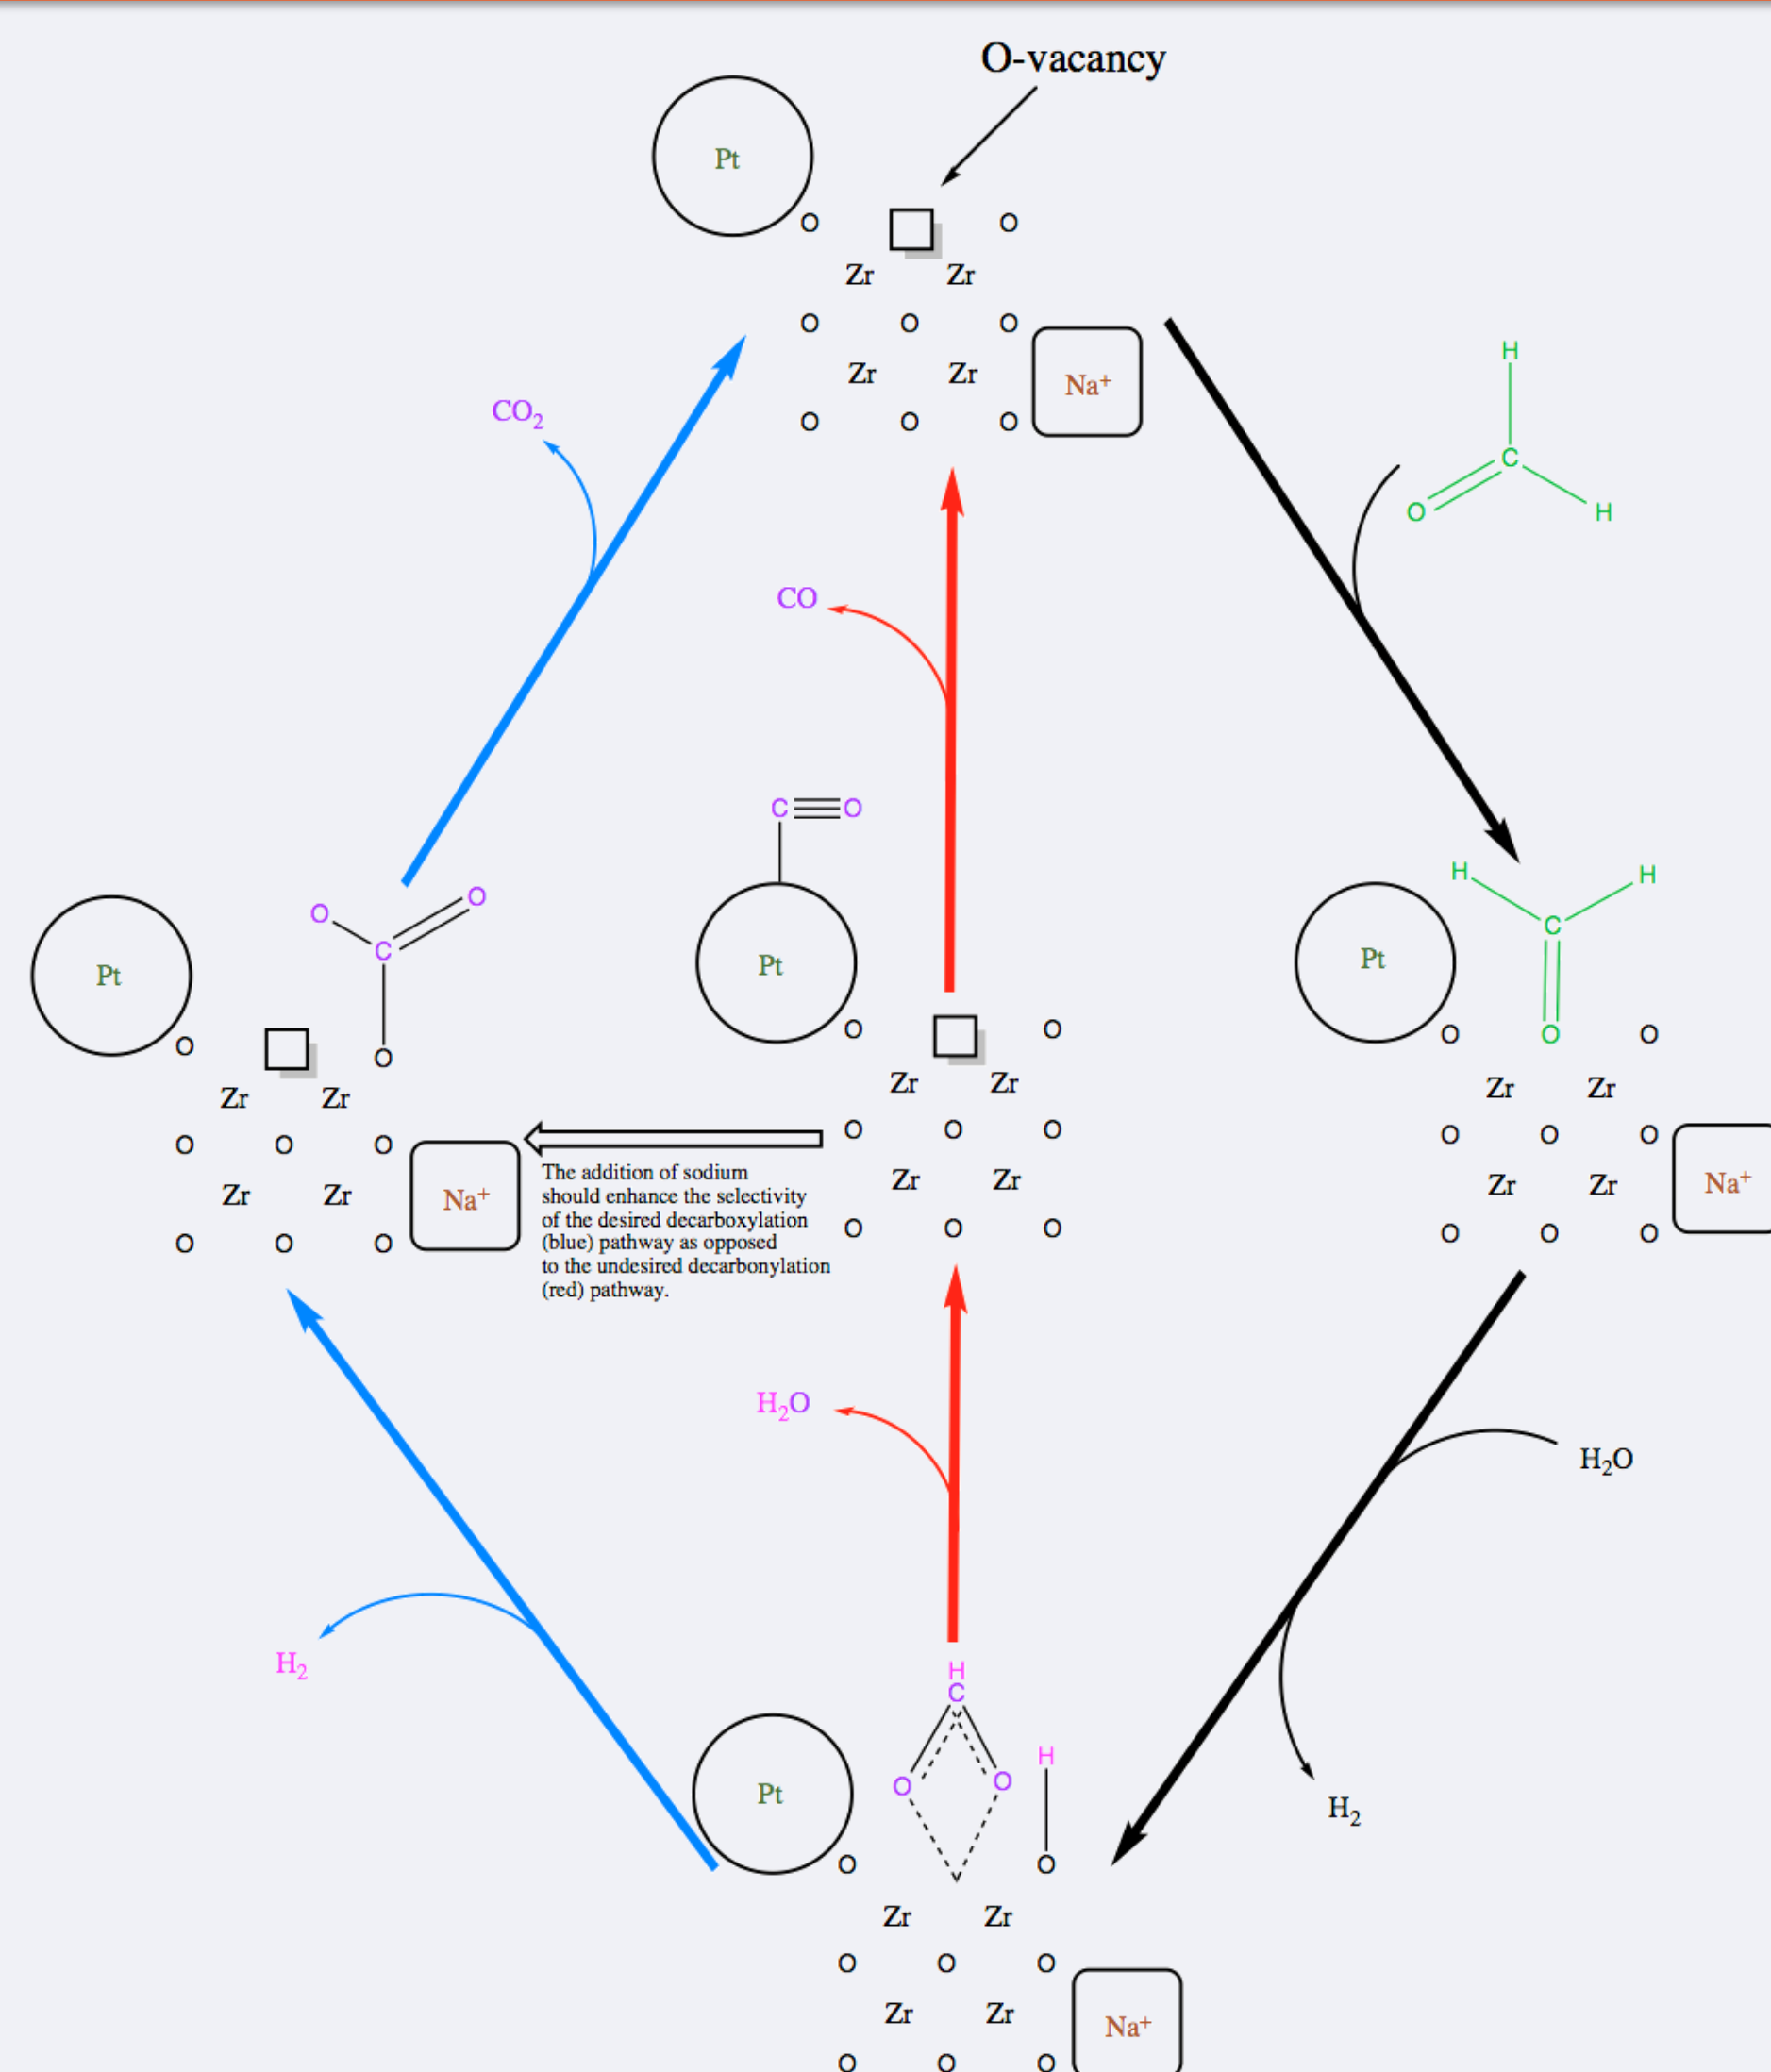 O-vacancy
Pt
O O
Zr Zr
O O O
Zr Zr
Na+
O O O
H
C
O H
CO2
CO
C O
H H
C
O
O O
C
Pt
Pt
Pt
O O
O O O
O O
Zr Zr
Zr Zr
Zr Zr
O O O
O O O
O O O
Zr Zr
Na+
Zr Zr
Zr Zr
Na+
O O O
O O O
O O O
The addition of sodium
should enhance the selectivity
of the desired decarboxylation
(blue) pathway as opposed
to the undesired decarbonylation
(red) pathway.
H2O
H2O
H2
H
C
O O
H
Pt
H2
O O
Zr Zr
O O O
Zr Zr
Na+
O O O